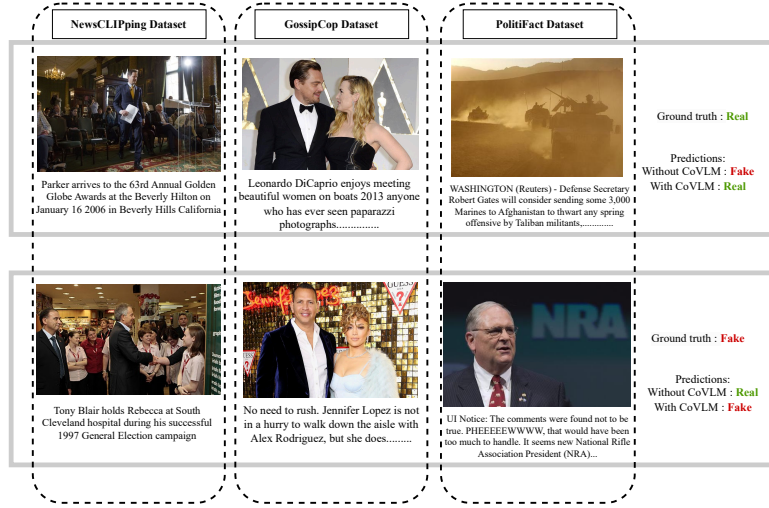 NewsCLIPping Dataset
GossipCop Dataset
PolitiFact Dataset
Parker arrives to the 63rd Annual Golden
Globe Awards at the Beverly Hilton on
January 16 2006 in Beverly Hills California
Leonardo DiCaprio enjoys meeting
beautiful women on boats 2013 anyone
who has ever seen paparazzi
photographs...............
WASHINGTON (Reuters) - Defense Secretary
Robert Gates will consider sending some 3,000
Marines to Afghanistan to thwart any spring
offensive by Taliban militants,............
Ground truth : Real
Predictions:
Without CoVLM : Fake
With CoVLM : Real
GUESS
?
NRA
Tony Blair holds Rebecca at South
Cleveland hospital during his successful
1997 General Election campaign
No need to rush. Jennifer Lopez is not
in a hurry to walk down the aisle with
Alex Rodriguez, but she does.........
UI Notice: The comments were found not to be
true. PHEEEEEWWWW, that would have been
too much to handle. It seems new National Rifle
Association President (NRA)...
Ground truth : Fake
Predictions:
Without CoVLM : Real
With CoVLM : Fake